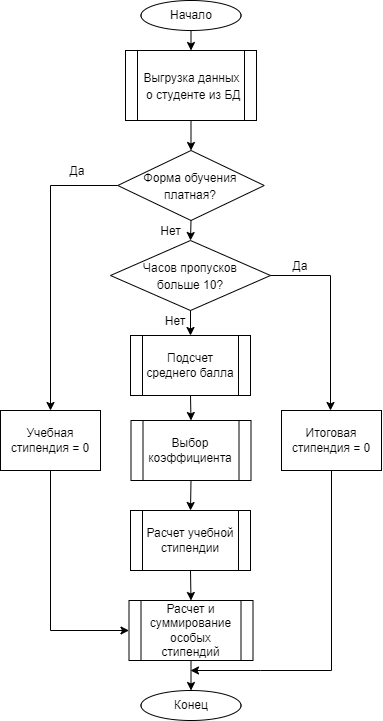 Начало
Выгрузка данных
о студенте из БД
Да
Форма обучения
платная?
Нет
Часов пропусков
больше 10?
Да
Нет
Подсчет
среднего балла
Учебная
стипендия = 0
Выбор
коэффициента
Итоговая
стипендия = 0
Расчет учебной
стипендии
Расчет и
суммирование
особых
стипендий
Конец